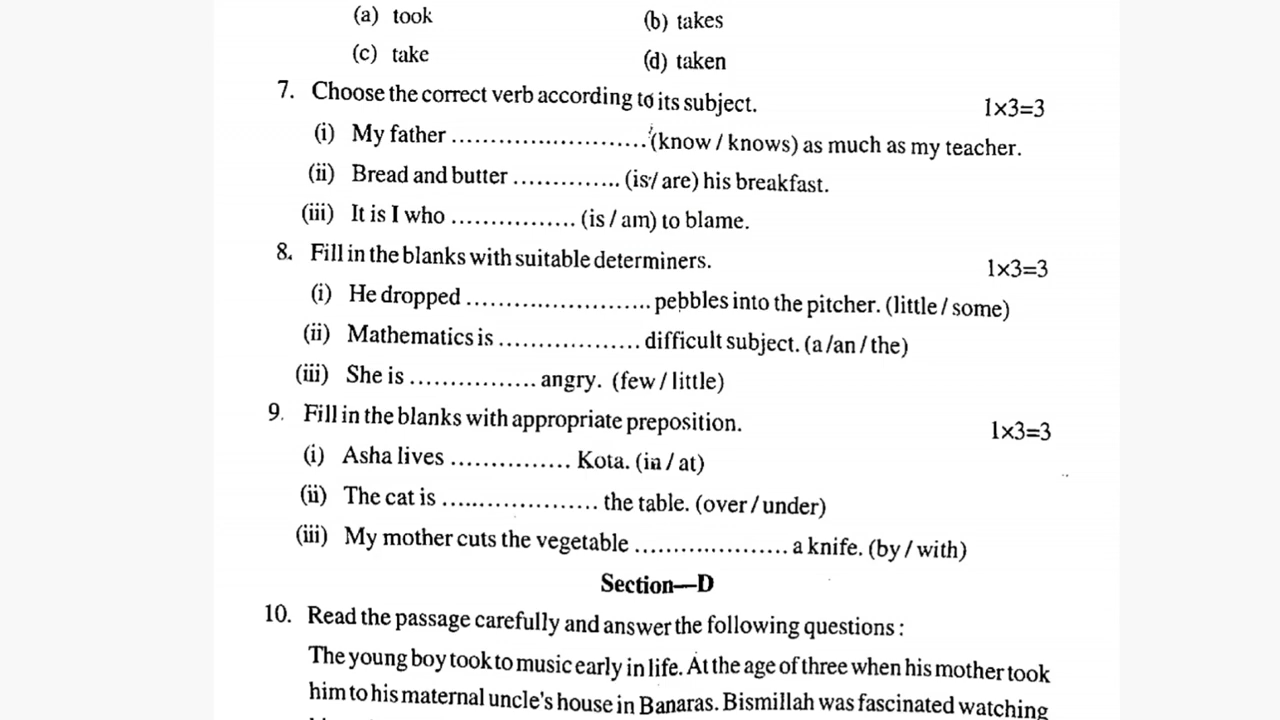 (a) took (b) takes
(c) take (d) taken
7. Choose the correct verb according to its subject. 1×3=3
(i) My father ......................... (know / knows) as much as my teacher.
(ii) Bread and butter .............. (is / are) his breakfast.
(iii) It is I who ................ (is / am) to blame.
8. Fill in the blanks with suitable determiners. 1×3=3
(i) He dropped ........................ pebbles into the pitcher. (little / some)
(ii) Mathematics is .................. difficult subject. (a /an / the)
(iii) She is ................ angry. (few / little)
9. Fill in the blanks with appropriate preposition. 1×3=3
(i) Asha lives ................ Kota. (in / at)
(ii) The cat is .................... the table. (over / under)
(iii) My mother cuts the vegetable .................... a knife. (by / with)
Section—D
10. Read the passage carefully and answer the following questions :
The young boy took to music early in life. At the age of three when his mother took
him to his maternal uncle's house in Banaras. Bismillah was fascinated watching